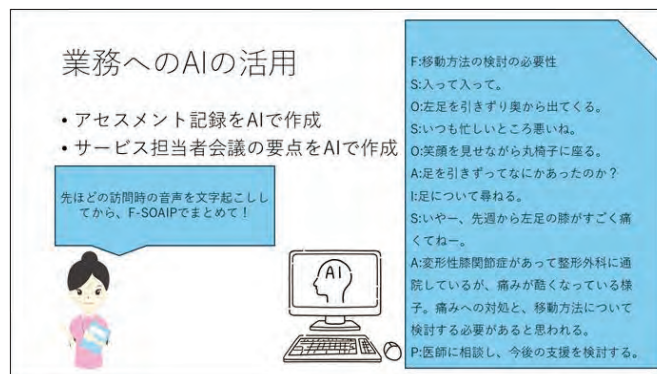 業務へのAIの活用
• アセスメント記録をAIで作成
• サービス担当者会議の要点をAIで作成
先ほどの訪問時の音声を文字起こしし
てから、F-SOAIPでまとめて！
AI
F:移動方法の検討の必要性
S:入って入って。
O:左足を引きずり奥から出てくる。
S:いつも忙しいところ悪いね。
O:笑顔を見せながら丸椅子に座る。
A:足を引きずってなにかあったのか？
I:足について尋ねる。
S:いやー、先週から左足の膝がすごく痛
くてねー。
A:変形性膝関節症があって整形外科に通
院しているが、痛みが酷くなっている様
子。痛みへの対処と、移動方法について
検討する必要があると思われる。
P:医師に相談し、今後の支援を検討する。